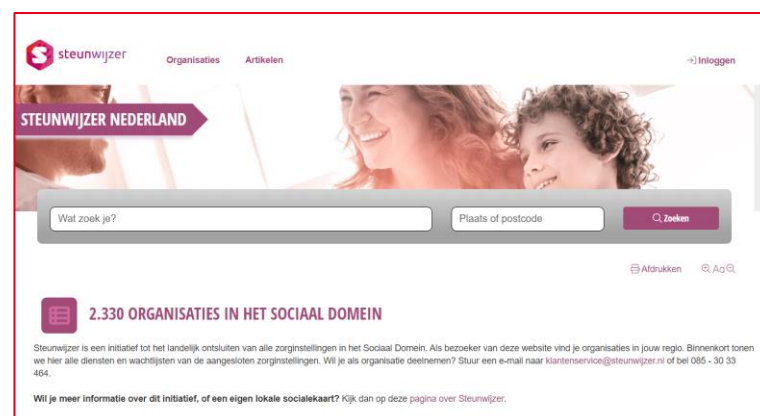 steunwijzer
Organisaties Artikelen Inloggen
STEUNWIJZER NEDERLAND
Wat zoek je? Plaats of postcode Zoeken
Afdrukken Aa
2.330 ORGANISATIES IN HET SOCIAAL DOMEIN
Steunwijzer is een initiatief tot het landelijk ontsluiten van alle zorginstellingen in het Sociaal Domein. Als bezoeker van deze website vind je organisaties in jouw regio. Binnenkort tonen
we hier alle diensten en wachtlijsten van de aangesloten zorginstellingen. Wil je als organisatie deelnemen? Stuur een e-mail naar klantenservice@steunwijzer.nl of bel 085 - 30 33
464.
Wil je meer informatie over dit initiatief, of een eigen lokale socialekaart? Kijk dan op deze pagina over Steunwijzer.